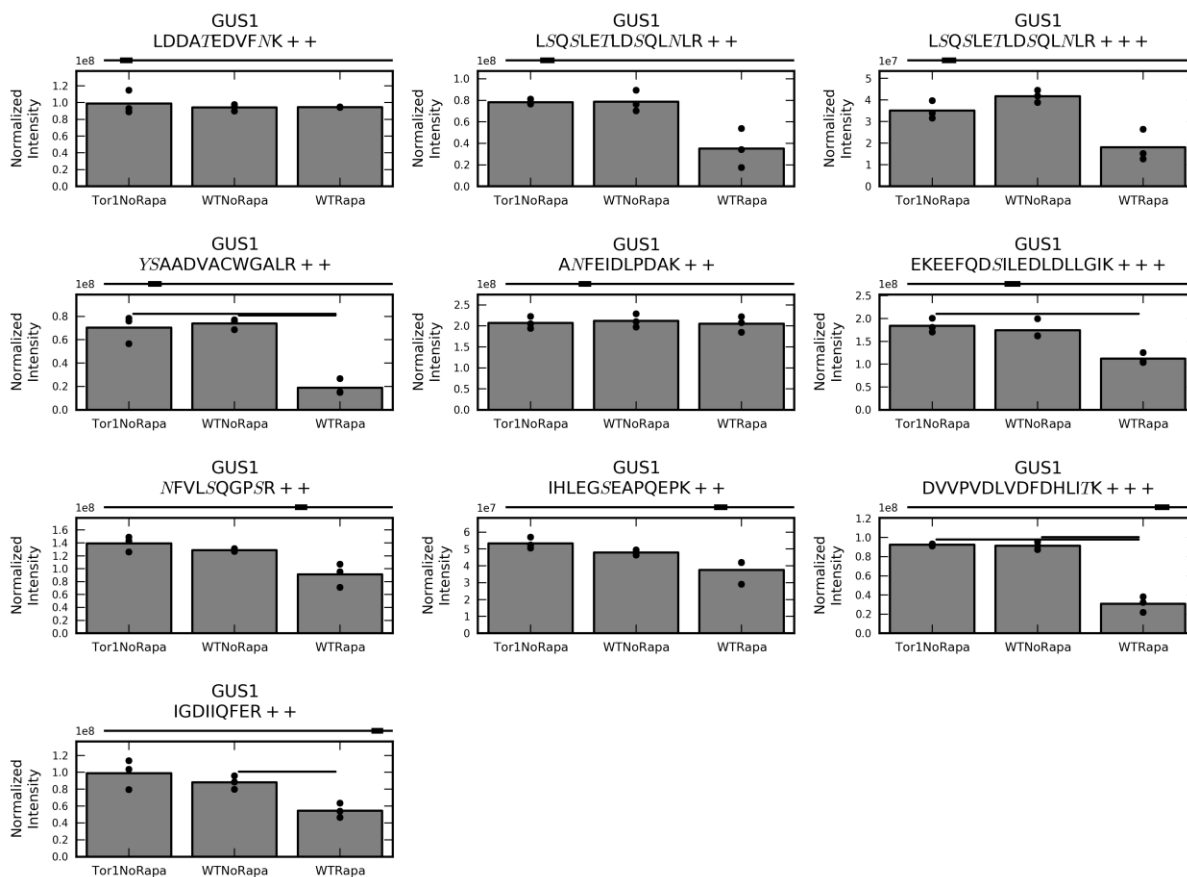 GUS1
LDDATEDVFNK ++
1e8
Normalized
Intensity
1.2
1.0
0.8
0.6
0.4
0.2
0.0
Tor1NoRapa WTNoRapa WTRapa
GUS1
LSQSLETLDSQLNLR ++
1e8
Normalized
Intensity
1.0
0.8
0.6
0.4
0.2
0.0
Tor1NoRapa WTNoRapa WTRapa
GUS1
LSQSLETLDSQLNLR +++
1e7
Normalized
Intensity
5
4
3
2
1
0
Tor1NoRapa WTNoRapa WTRapa
GUS1
YSAADVACWGALR ++
1e8
Normalized
Intensity
0.8
0.6
0.4
0.2
0.0
Tor1NoRapa WTNoRapa WTRapa
GUS1
ANFEIDLPDAK ++
1e8
Normalized
Intensity
2.5
2.0
1.5
1.0
0.5
0.0
Tor1NoRapa WTNoRapa WTRapa
GUS1
EKEEFQDSILEDLDLLGIK +++
1e8
Normalized
Intensity
2.5
2.0
1.5
1.0
0.5
0.0
Tor1NoRapa WTNoRapa WTRapa
GUS1
NFVLSQGPSR ++
1e8
Normalized
Intensity
1.6
1.4
1.2
1.0
0.8
0.6
0.4
0.2
0.0
Tor1NoRapa WTNoRapa WTRapa
GUS1
IHLEGSEAPQEPK ++
1e7
Normalized
Intensity
6
5
4
3
2
1
0
Tor1NoRapa WTNoRapa WTRapa
GUS1
DVVPVDLVDFDHLITK +++
1e8
Normalized
Intensity
1.2
1.0
0.8
0.6
0.4
0.2
0.0
Tor1NoRapa WTNoRapa WTRapa
GUS1
IGDIIQFER ++
1e8
Normalized
Intensity
1.2
1.0
0.8
0.6
0.4
0.2
0.0
Tor1NoRapa WTNoRapa WTRapa